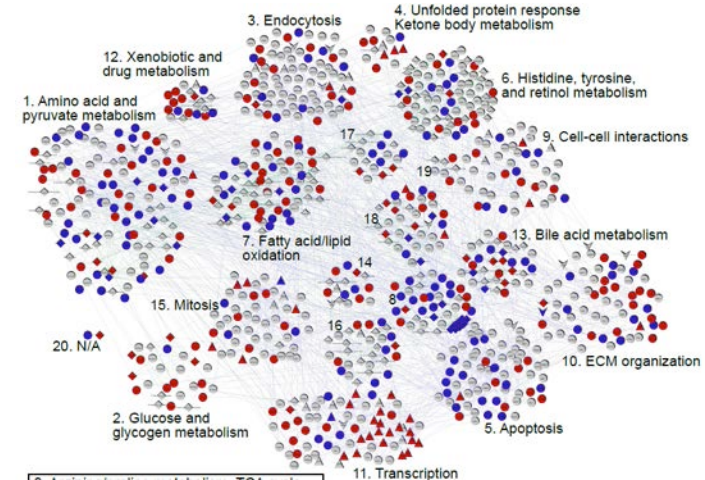 3. Endocytosis
4. Unfolded protein response
Ketone body metabolism
12. Xenobiotic and
drug metabolism
6. Histidine, tyrosine,
and retinol metabolism
1. Amino acid and
pyruvate metabolism
17
9. Cell-cell interactions
19
18
7. Fatty acid/lipid
oxidation
13. Bile acid metabolism
14
15. Mitosis
8
16
20. N/A
10. ECM organization
2. Glucose and
glycogen metabolism
5. Apoptosis
11. Transcription